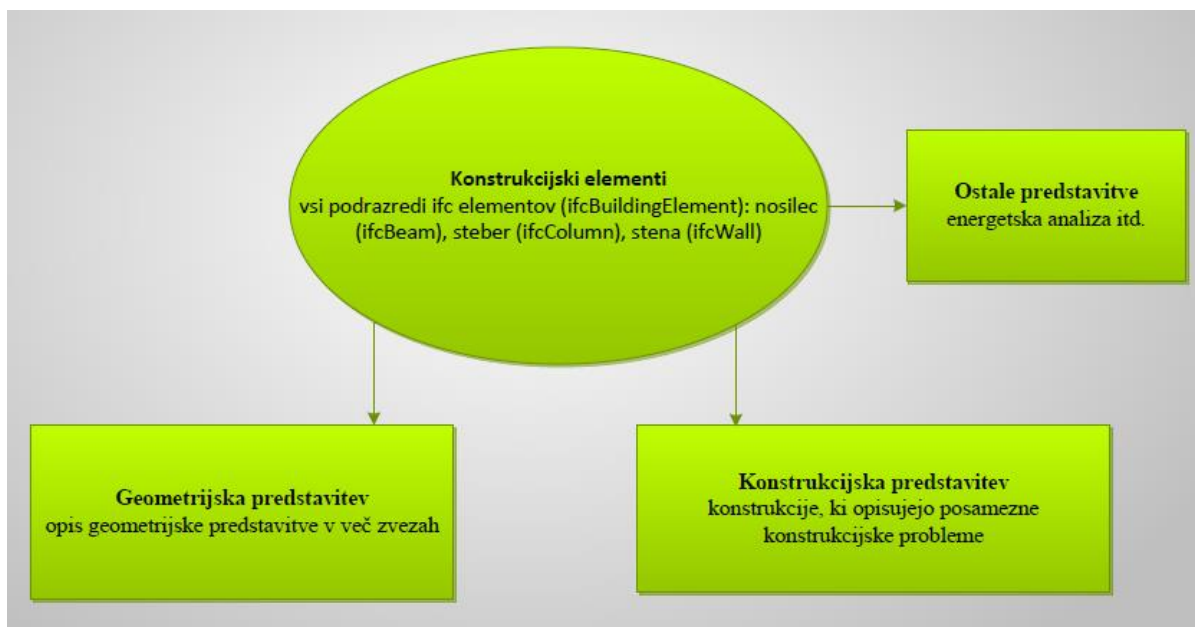 Konstrukcijski elementi
vsi podrazredi ifc elementov (ifcBuildingElement): nosilec
(ifcBeam), steber (ifcColumn), stena (ifcWall)
Ostale predstavitve
energetska analiza itd.
Geometrijska predstavitev
opis geometrijske predstavitve v več zvezah
Konstrukcijska predstavitev
konstrukcije, ki opisujejo posamezne
konstrukcijske probleme